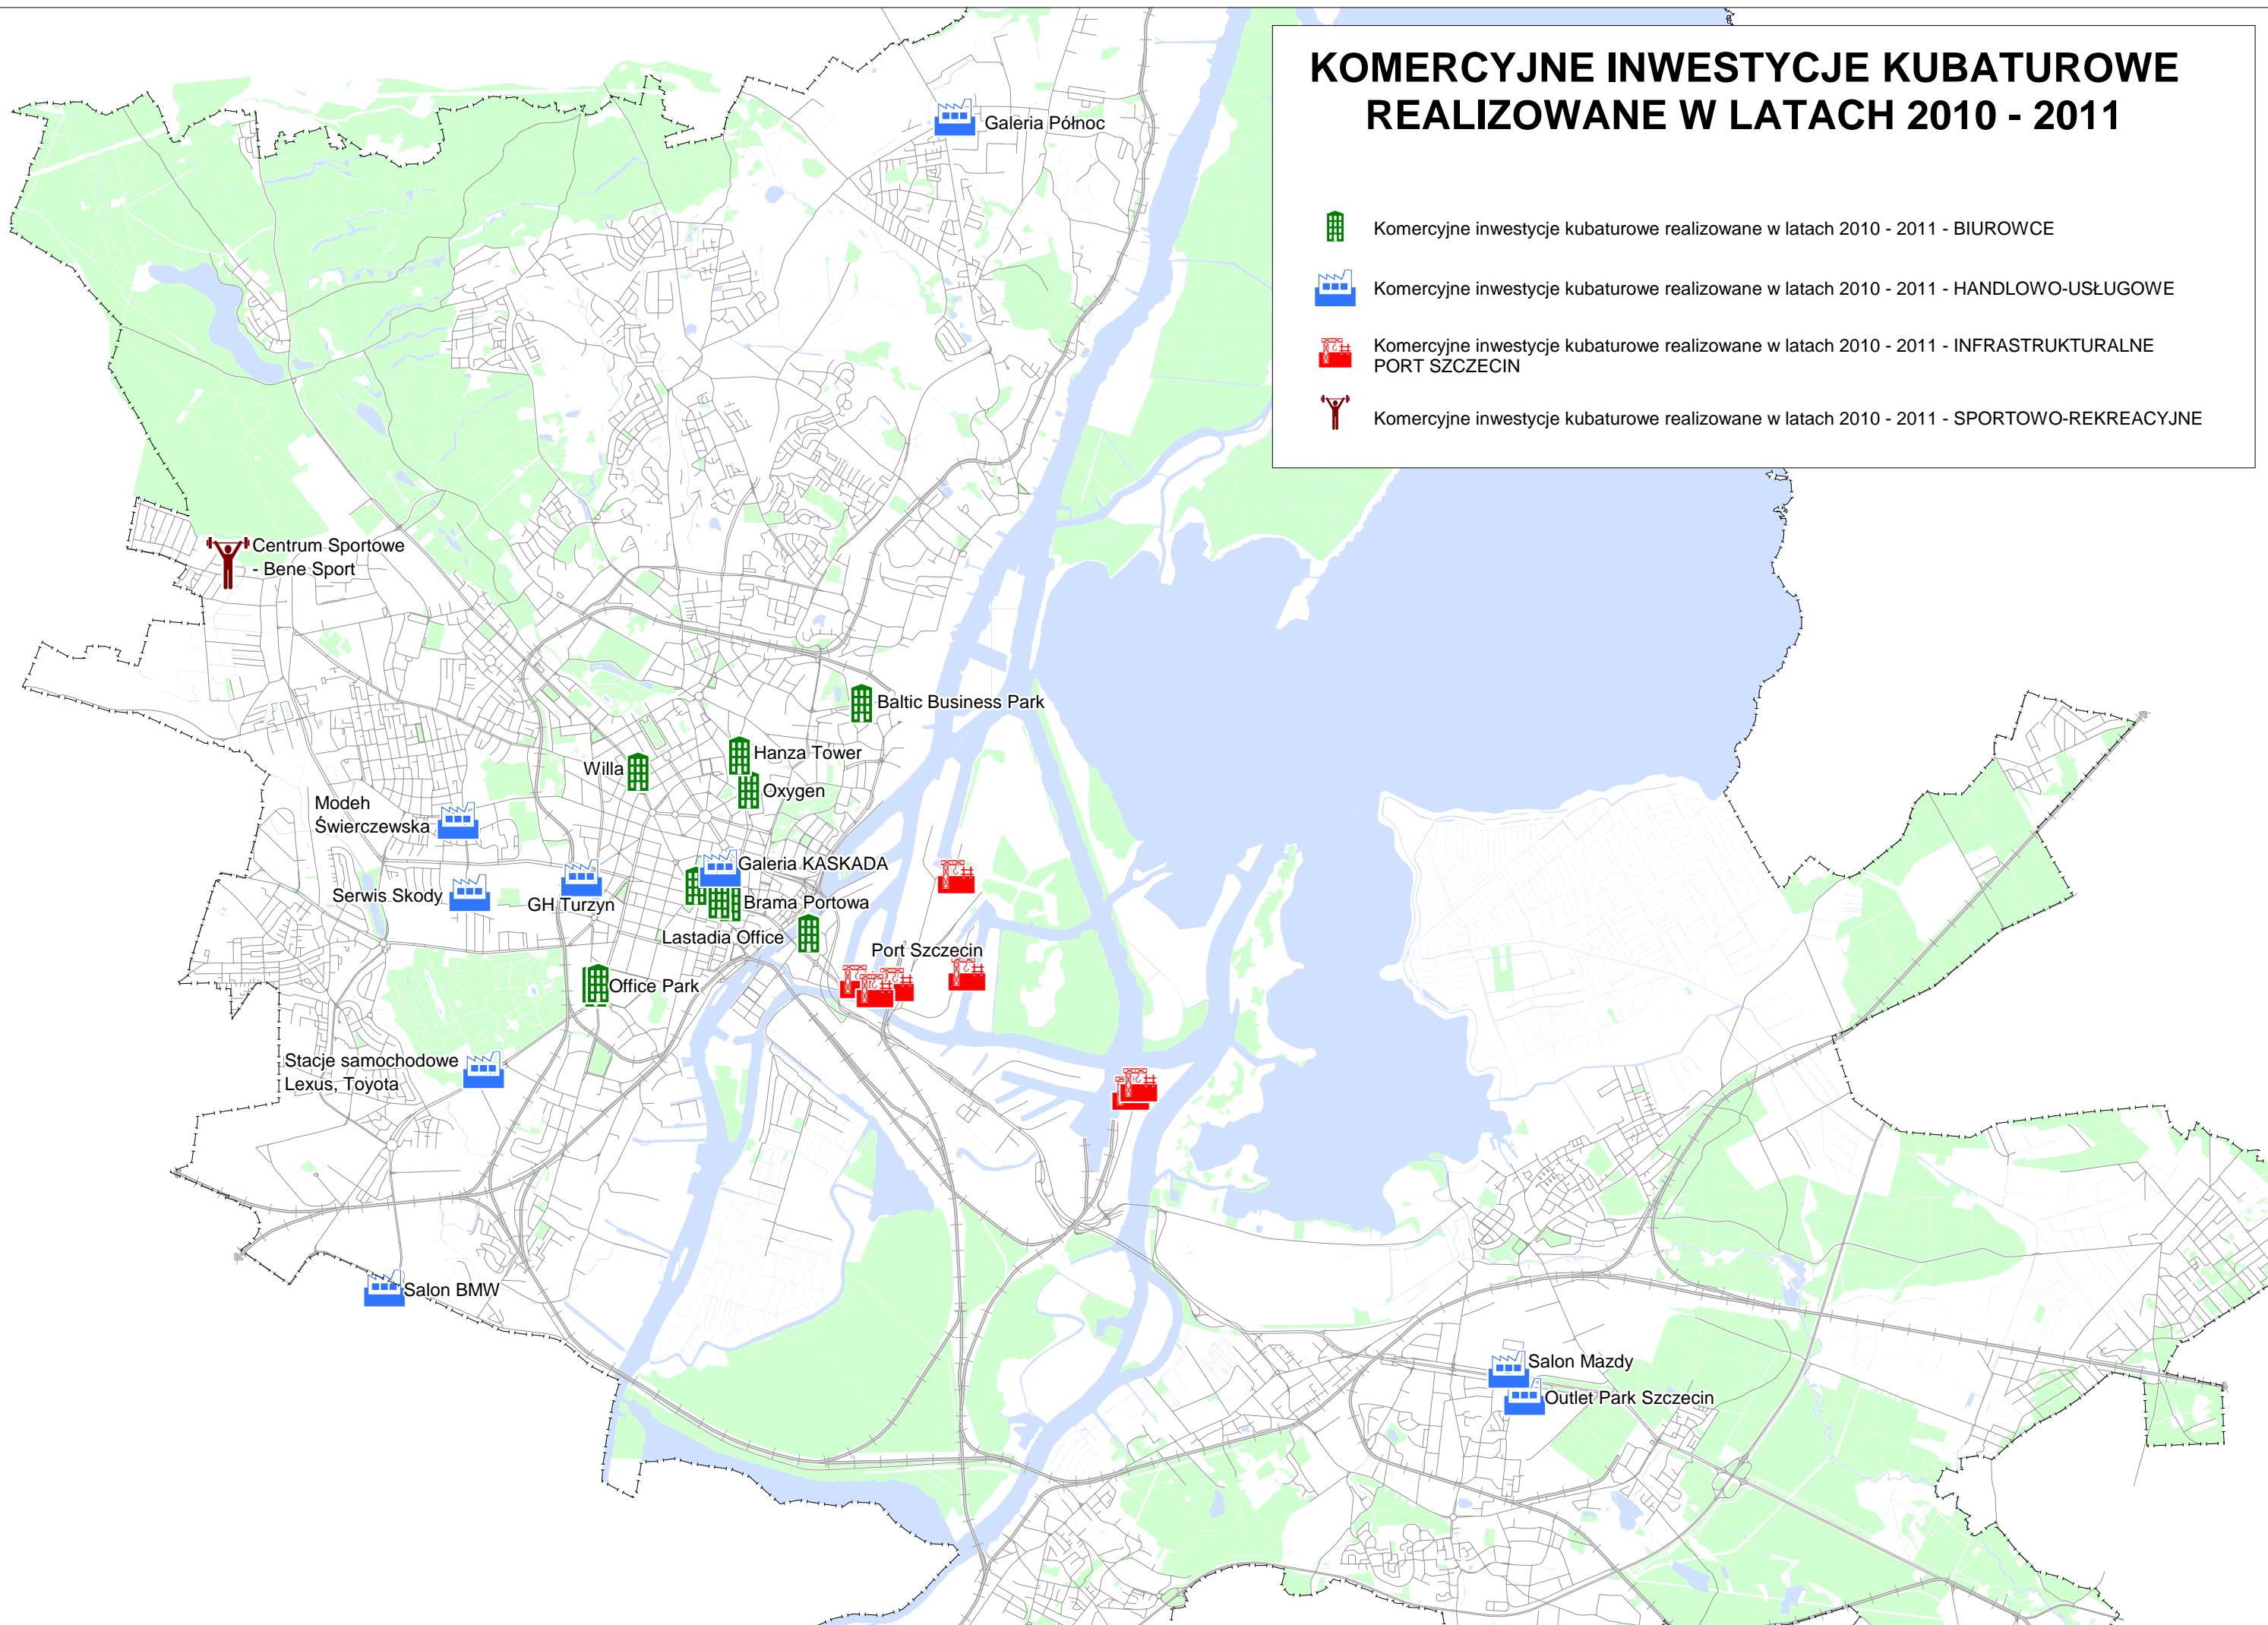 KOMERCYJNE INWESTYCJE KUBATUROWE
REALIZOWANE W LATACH 2010 - 2011
Komercyjne inwestycje kubaturowe realizowane w latach 2010 - 2011 - BIUROWCE
Komercyjne inwestycje kubaturowe realizowane w latach 2010 - 2011 - HANDLOWO-USŁUGOWE
Komercyjne inwestycje kubaturowe realizowane w latach 2010 - 2011 - INFRASTRUKTURALNE
PORT SZCZECIN
Komercyjne inwestycje kubaturowe realizowane w latach 2010 - 2011 - SPORTOWO-REKREACYJNE
Galeria Północ
Centrum Sportowe
- Bene Sport
Baltic Business Park
Hanza Tower
Willa
Oxygen
Modeh
Świerczewska
Galeria KASKADA
Serwis Skody
GH Turzyn
Brama Portowa
Lastadia Office
Port Szczecin
Office Park
Stacje samochodowe
Lexus, Toyota
Salon BMW
Salon Mazdy
Outlet Park Szczecin